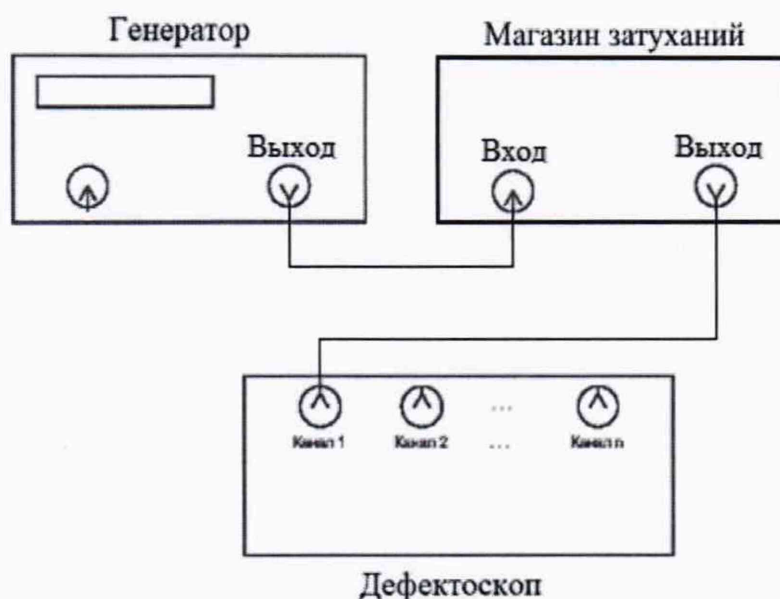 Генератор
Магазин затуханий
Выход
Вход
Выход
Канал 1
Канал 2
...
Канал n
...
Дефектоскоп